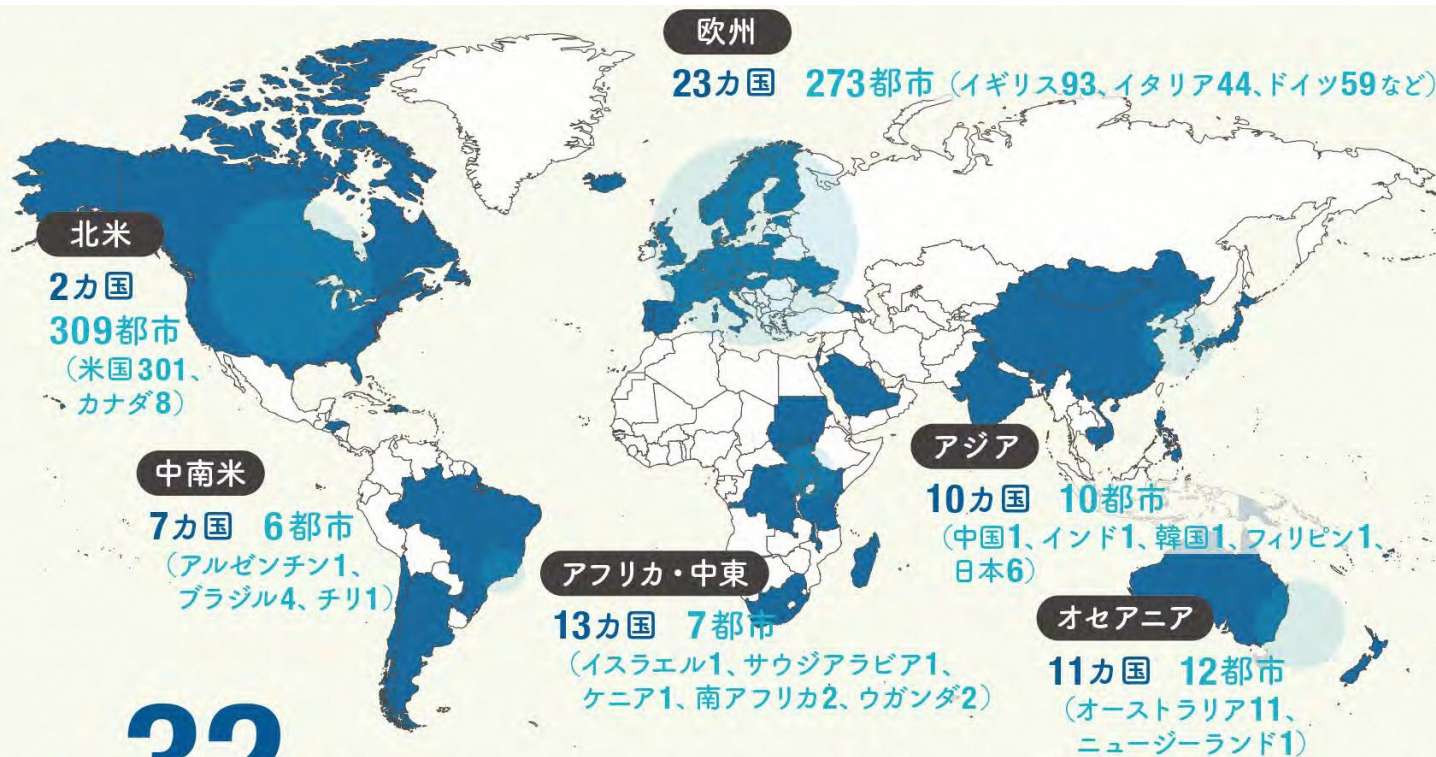 欧州
23カ国 273都市（イギリス93、イタリア44、ドイツ59など）
北米
2カ国
309都市
（米国301、
カナダ8）
中南米
7カ国 6都市
（アルゼンチン1、
ブラジル4、チリ1）
アフリカ・中東
13カ国 7都市
（イスラエル1、サウジアラビア1、
ケニア1、南アフリカ2、ウガンダ2）
アジア
10カ国 10都市
（中国1、インド1、韓国1、フィリピン1、
日本6）
オセアニア
11カ国 12都市
（オーストラリア11、
ニュージーランド1）